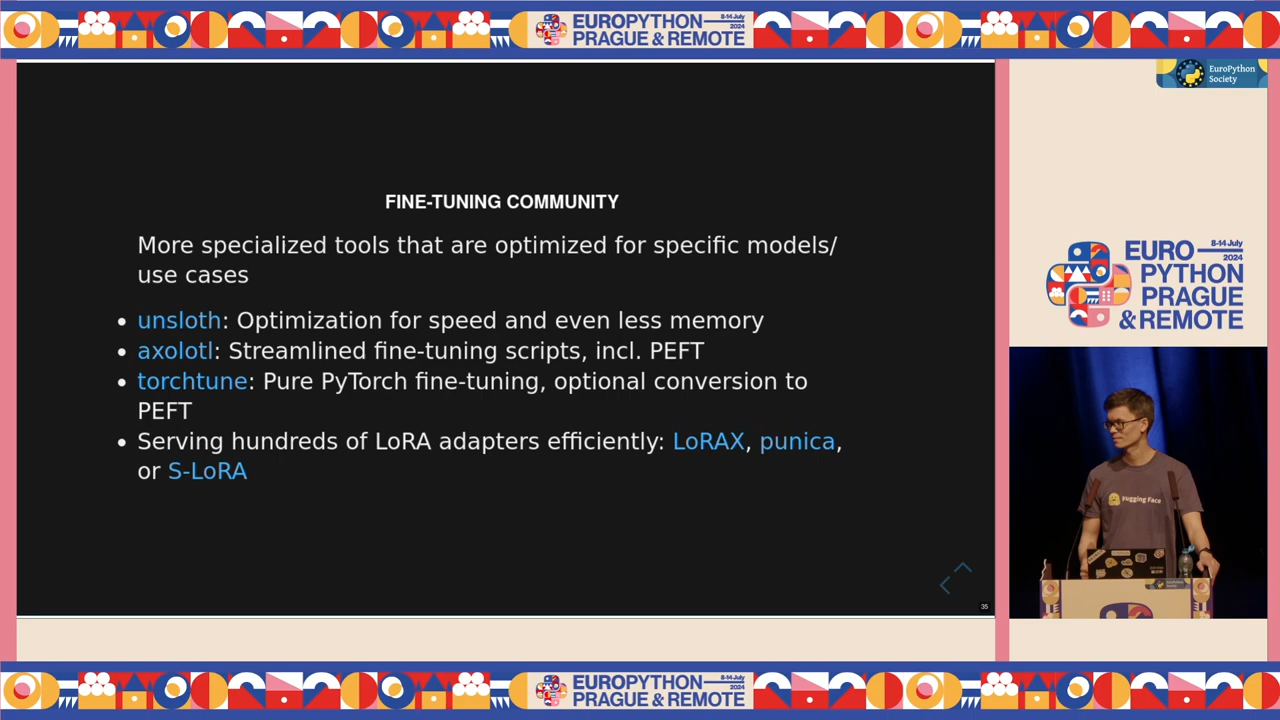 EUROPYTHON
8-14 July
2024
PRAGUE & REMOTE
EuroPython
Society
FINE-TUNING COMMUNITY
More specialized tools that are optimized for specific models/
use cases
• unsloth: Optimization for speed and even less memory
• axolotl: Streamlined fine-tuning scripts, incl. PEFT
• torchtune: Pure PyTorch fine-tuning, optional conversion to
PEFT
• Serving hundreds of LoRA adapters efficiently: LoRAX, punica,
or S-LoRA
35
EURO
8-14 July
2024
PYTHON
PRAGUE
& REMOTE
Hugging Face
EUROPYTHON
8-14 July
2024
PRAGUE & REMOTE